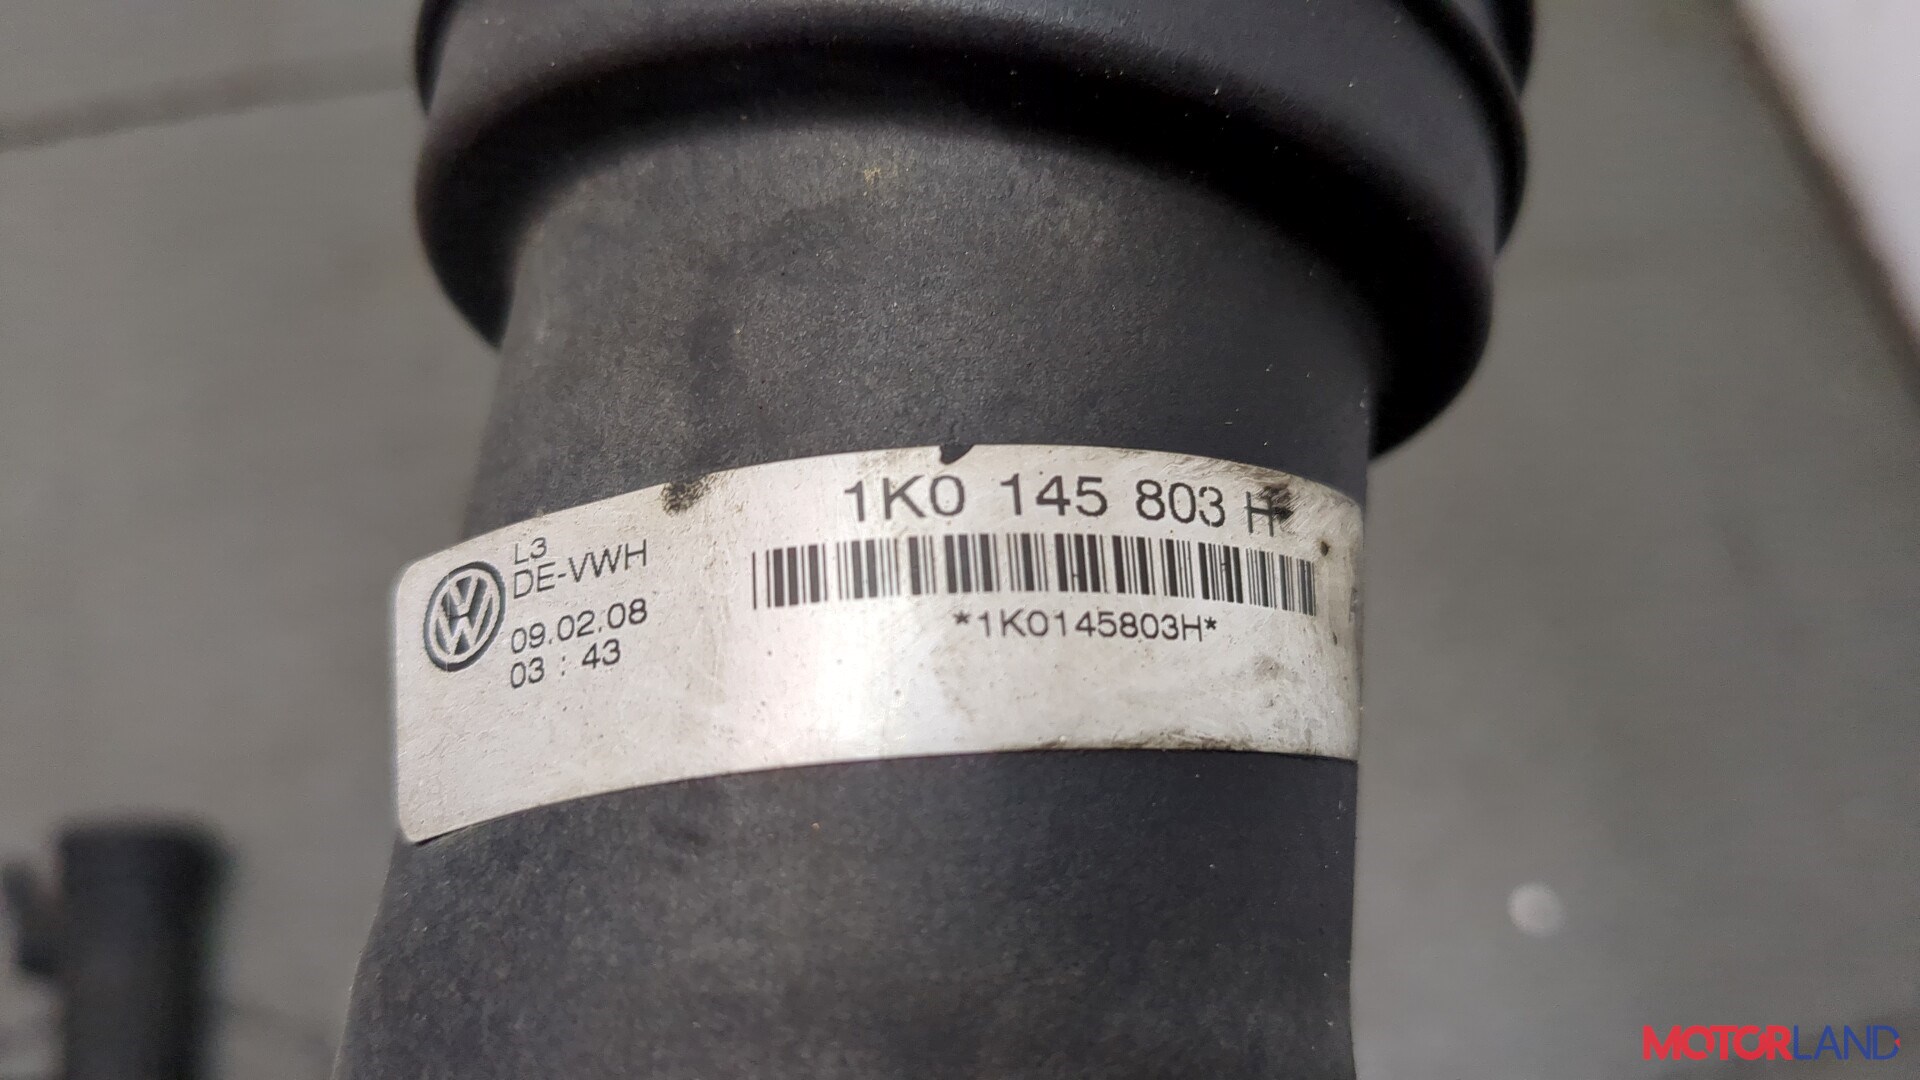 1K0 145 803 H
L3
DE-VWH
09.02.08
03 : 43
*1K0145803H*
MOTORLAND